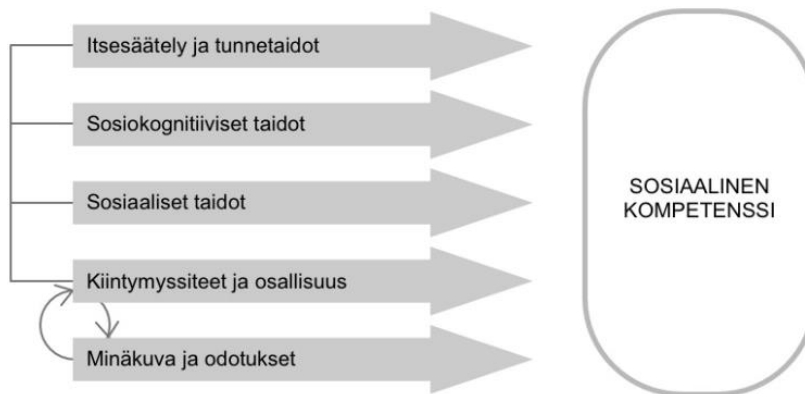 Itsesäätely ja tunnetaidot
Sosiokognitiiviset taidot
Sosiaaliset taidot
Kiintymyssiteet ja osallisuus
Minäkuva ja odotukset
SOSIAALINEN
KOMPETENSSI